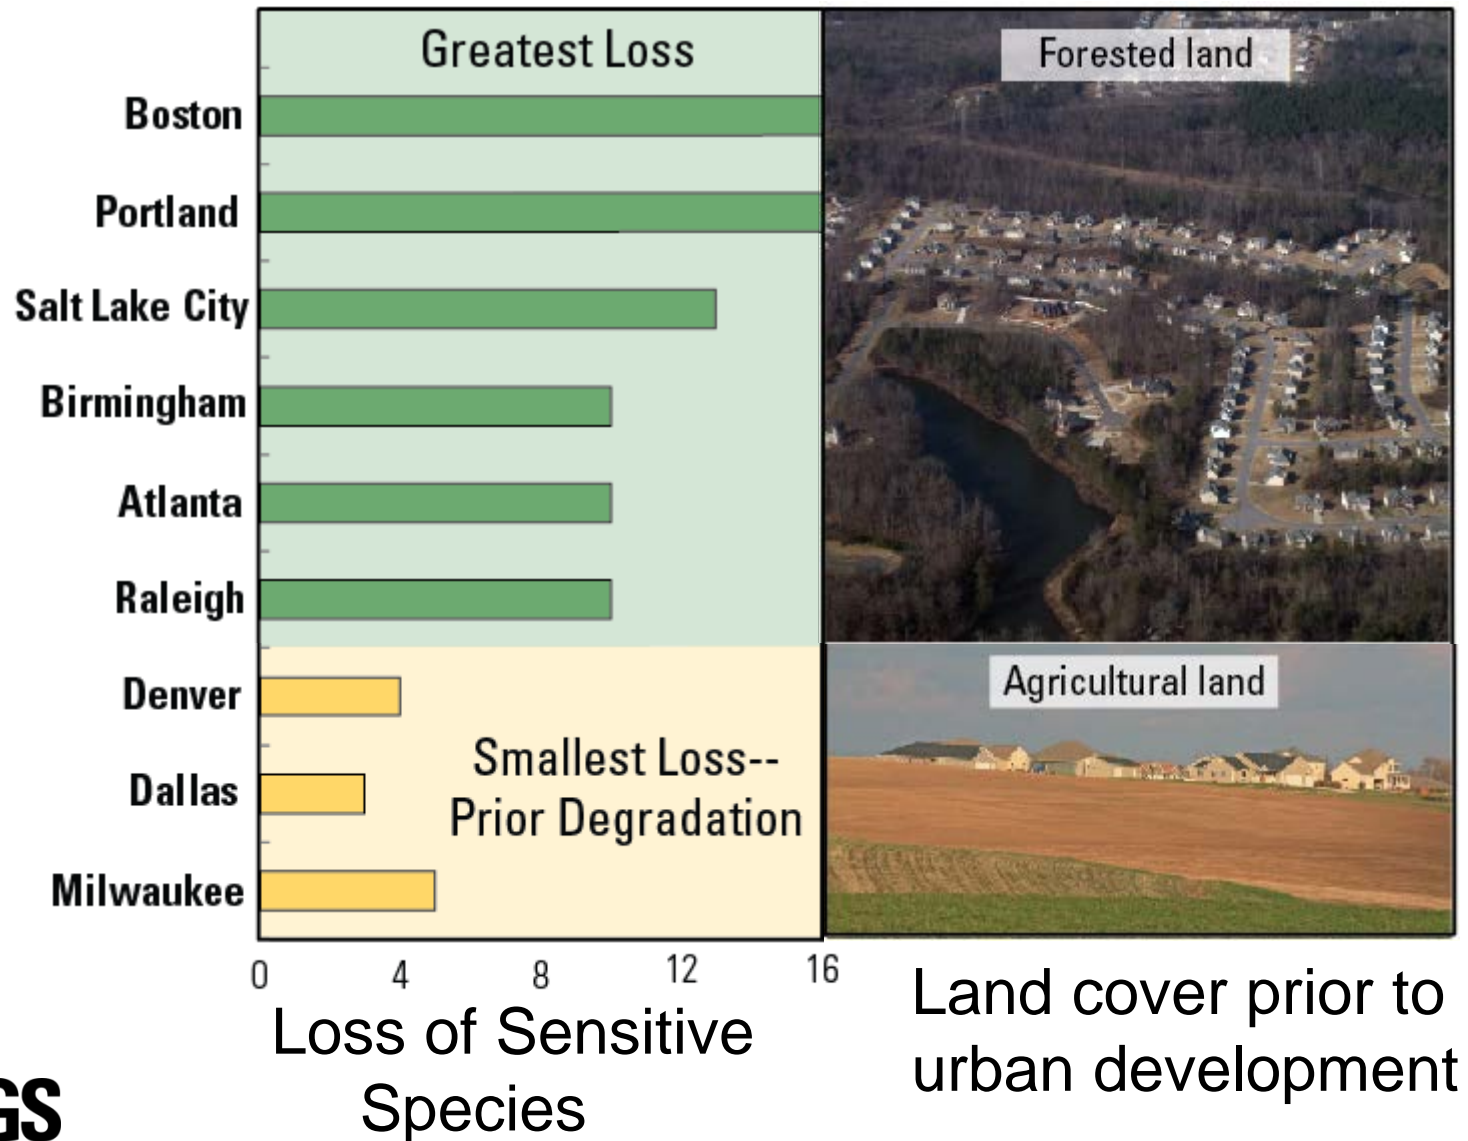 Greatest Loss
Forested land
Boston
Portland
Salt Lake City
Birmingham
Atlanta
Raleigh
Denver
Dallas
Milwaukee
Smallest Loss--
Prior Degradation
Agricultural land
0 4 8 12 16
Loss of Sensitive
Species
Land cover prior to
urban development
GS